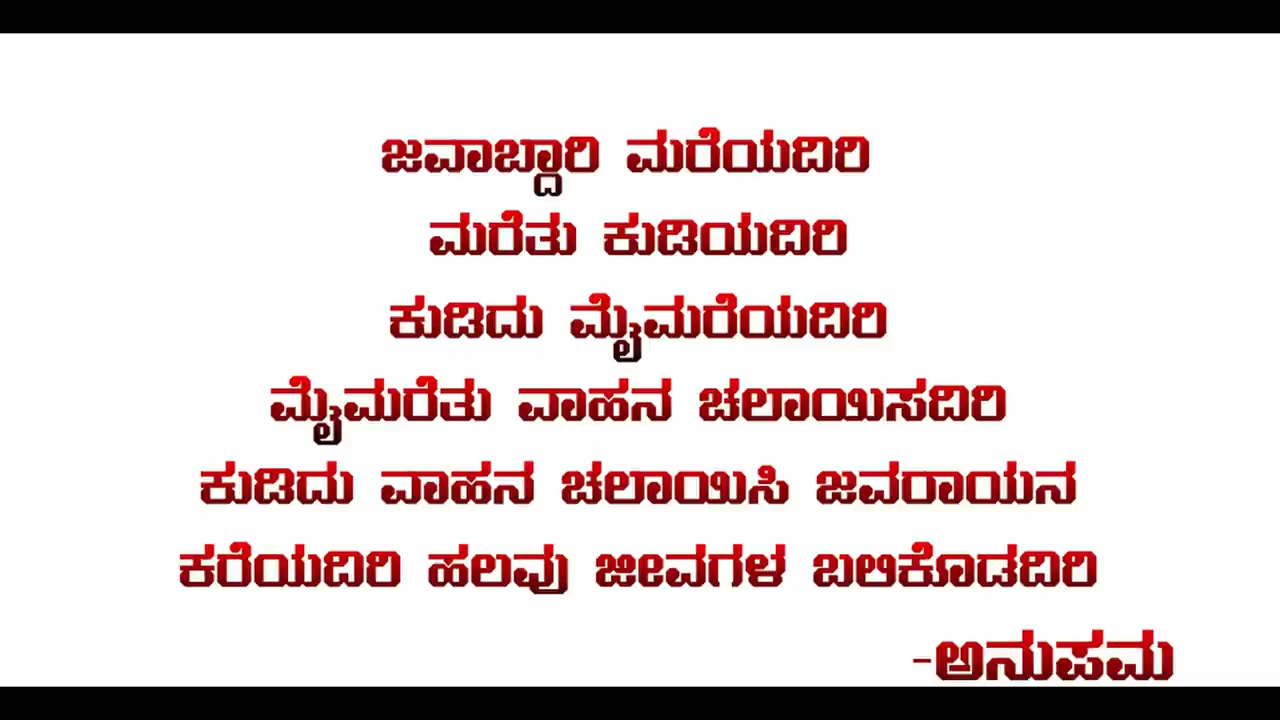 ಜವಾಬ್ದಾರಿ ಮರೆಯದಿರಿ
ಮರೆತು ಕುಡಿಯದಿರಿ
ಕುಡಿದು ಮೈಮರೆಯದಿರಿ
ಮೈಮರೆತು ವಾಹನ ಚಲಾಯಿಸದಿರಿ
ಕುಡಿದು ವಾಹನ ಚಲಾಯಿಸಿ ಜವರಾಯನ
ಕರೆಯದಿರಿ ಹಲವು ಜೀವಗಳ ಬಲಿಕೊಡದಿರಿ
-ಅನುಪಮ